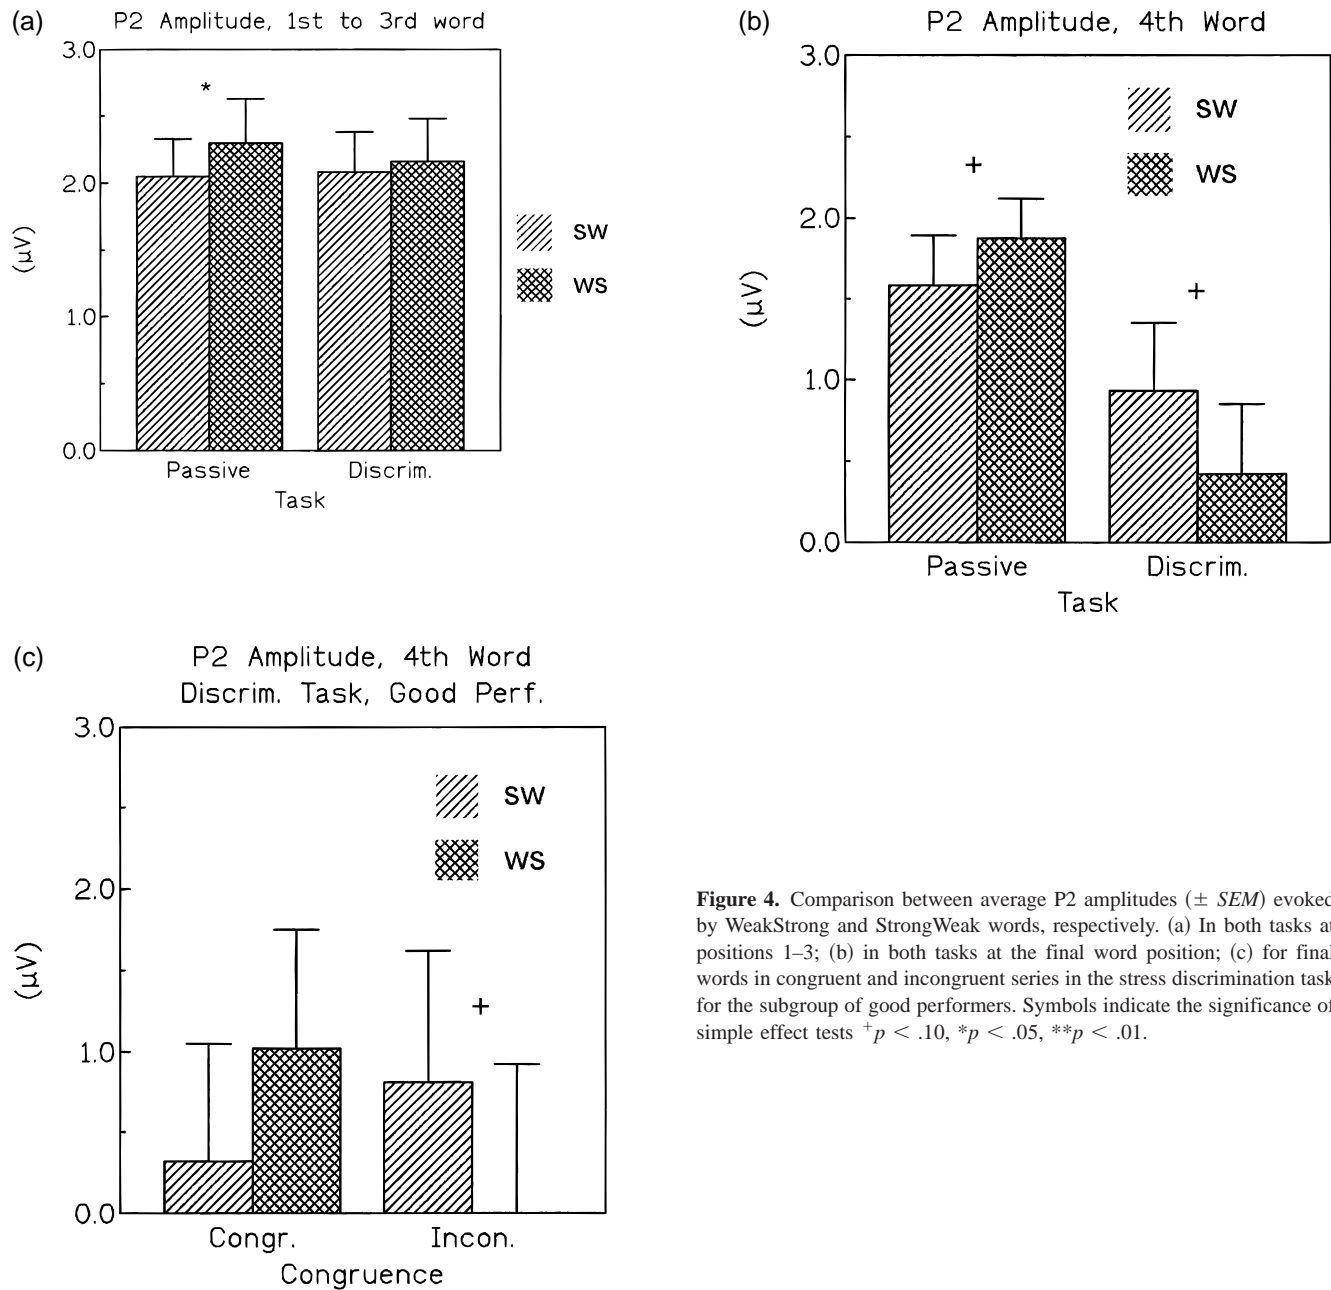 (a)
P2 Amplitude, 1st to 3rd word
3.0
*
2.0
(μV)
1.0
0.0
Passive Discrim.
Task
SW
WS
(b)
P2 Amplitude, 4th Word
3.0
SW
WS
+
2.0
+
(μV)
1.0
0.0
Passive Discrim.
Task
(c)
P2 Amplitude, 4th Word
Discrim. Task, Good Perf.
3.0
SW
WS
2.0
(μV)
+
1.0
0.0
Congr. Incon.
Congruence
Figure 4. Comparison between average P2 amplitudes (± SEM) evoked
by WeakStrong and StrongWeak words, respectively. (a) In both tasks at
positions 1–3; (b) in both tasks at the final word position; (c) for final
words in congruent and incongruent series in the stress discrimination task
for the subgroup of good performers. Symbols indicate the significance of
simple effect tests +p < .10, *p < .05, **p < .01.